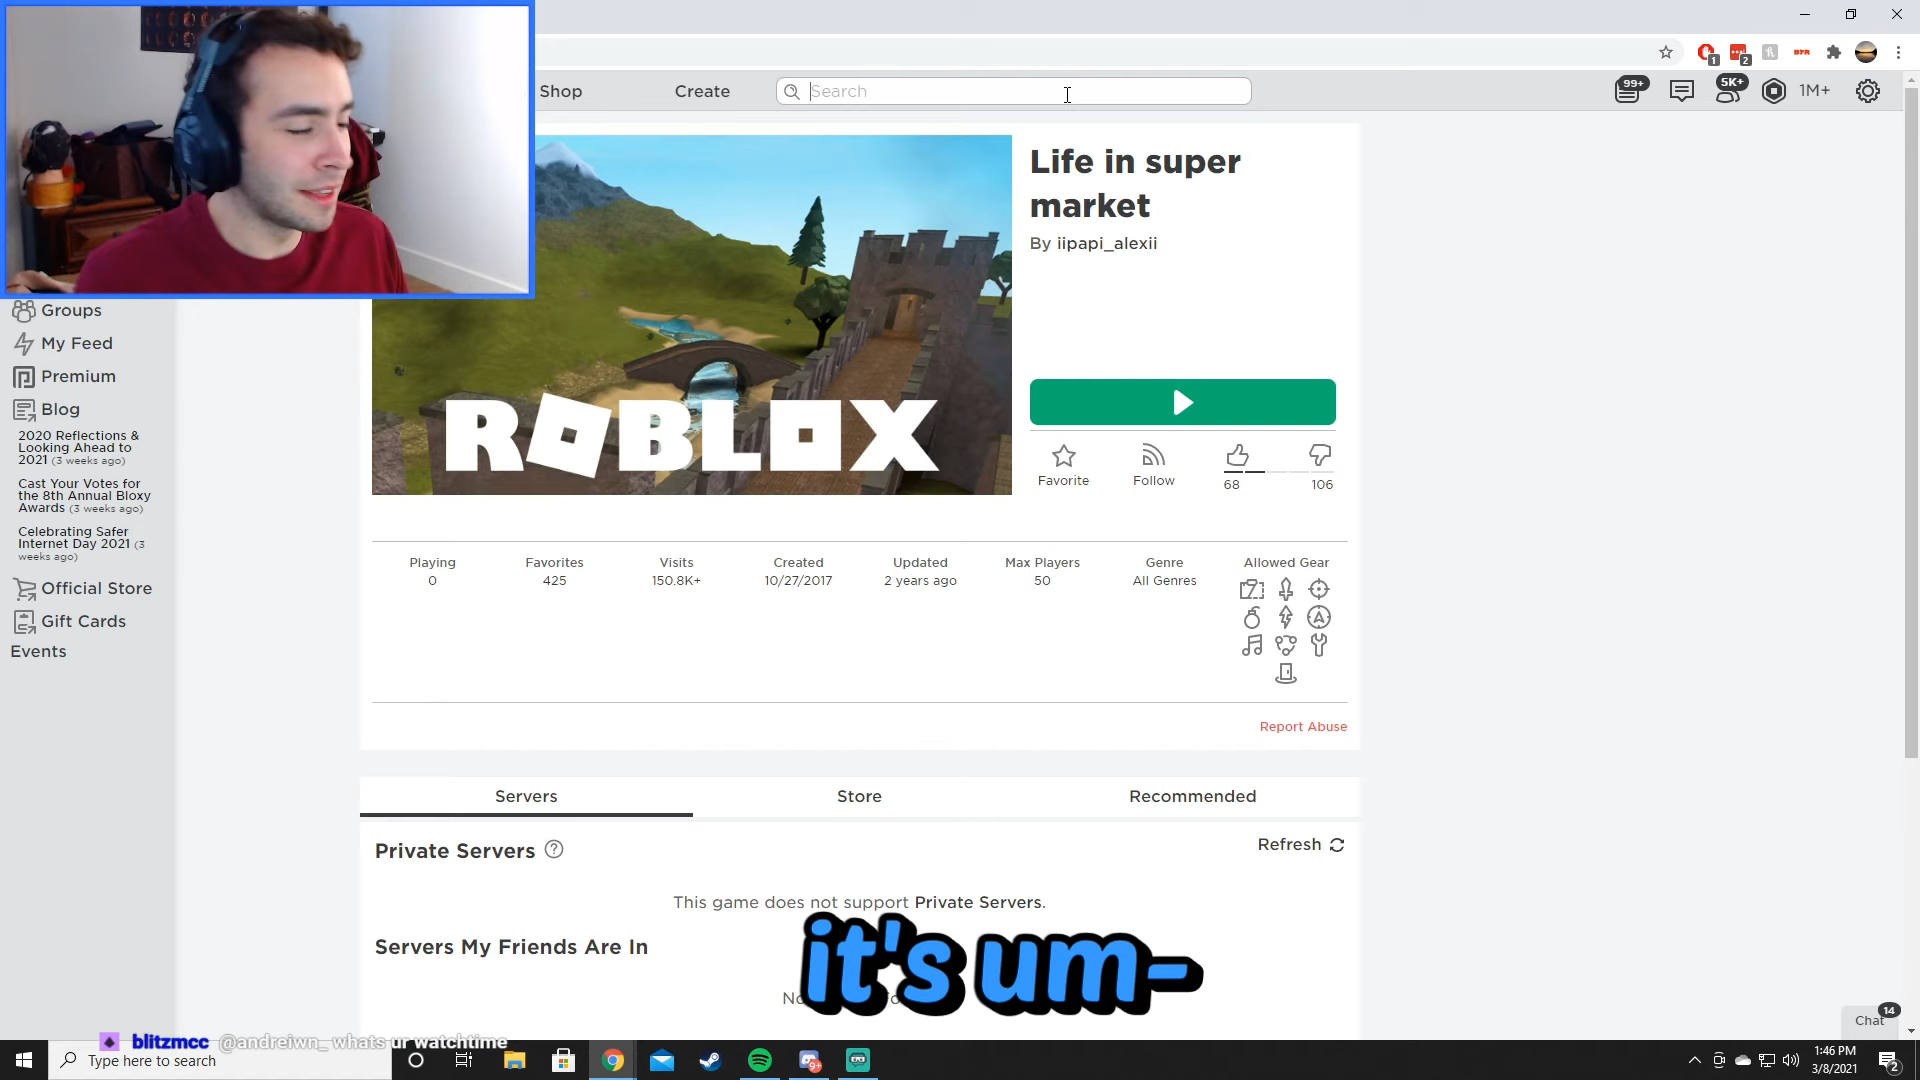 Shop
Create
Search
99+
5K+
1M+
1
2
Life in super
market
By iipapi_alexii
ROBLOX
Favorite
Follow
68
106
Groups
My Feed
Premium
Blog
2020 Reflections &
Looking Ahead to
2021 (3 weeks ago)
Cast Your Votes for
the 8th Annual Bloxy
Awards (3 weeks ago)
Celebrating Safer
Internet Day 2021 (3
weeks ago)
Official Store
Gift Cards
Events
Playing
0
Favorites
425
Visits
150.8K+
Created
10/27/2017
Updated
2 years ago
Max Players
50
Genre
All Genres
Allowed Gear
Report Abuse
Servers
Store
Recommended
Private Servers
Refresh
This game does not support Private Servers.
Servers My Friends Are In
it's um-
Chat
14
blitzmcc @andreiwn_ whats ur watchtime
Type here to search
9+
1:46 PM
3/8/2021
2